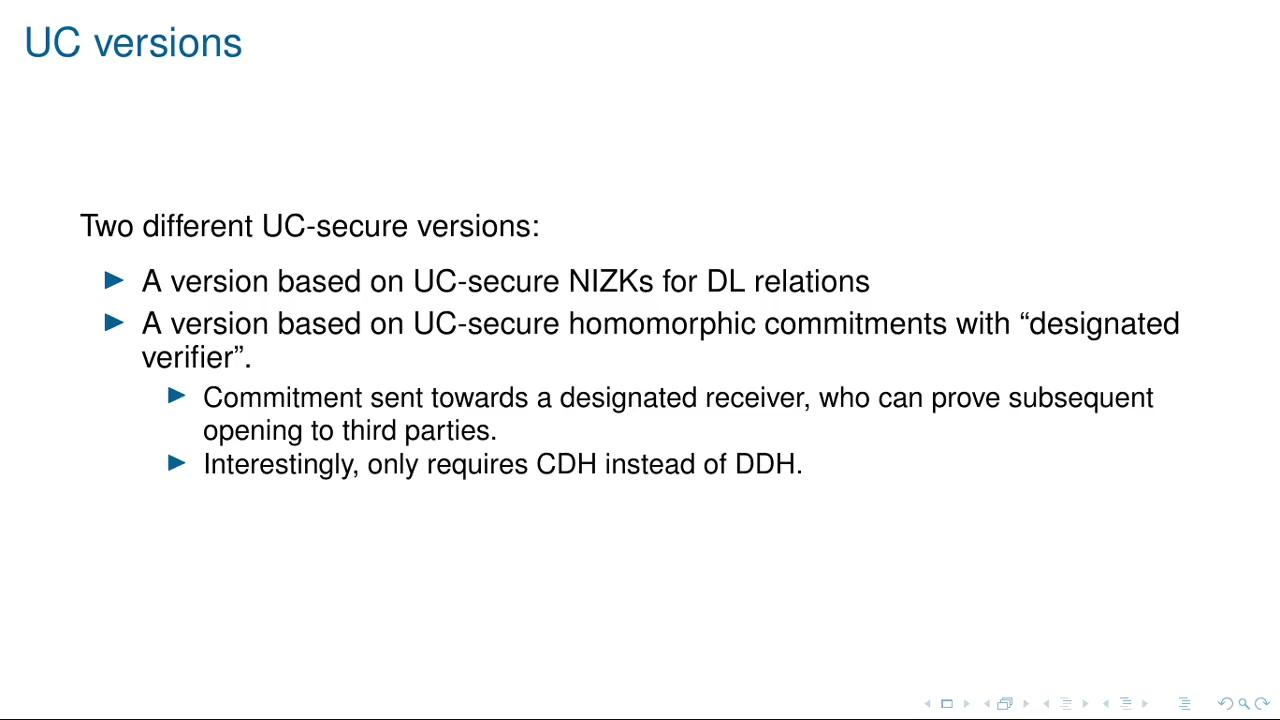 UC versions
Two different UC-secure versions:
A version based on UC-secure NIZKs for DL relations
A version based on UC-secure homomorphic commitments with “designated
verifier”.
Commitment sent towards a designated receiver, who can prove subsequent
opening to third parties.
Interestingly, only requires CDH instead of DDH.